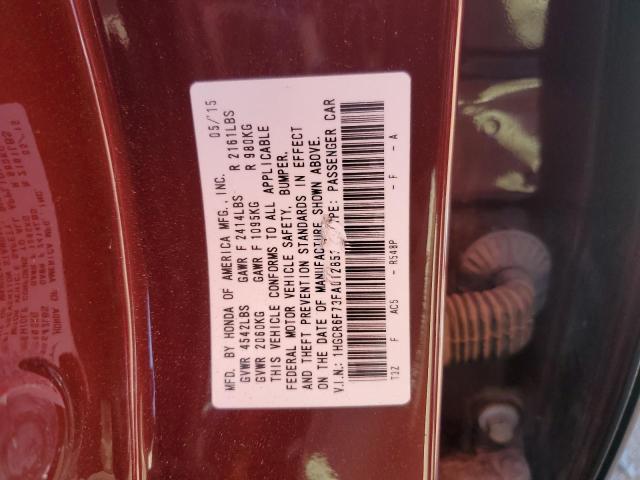 MFD. BY HONDA OF AMERICA MFG., INC. 05/'15
GVWR 4542LBS GAWR F 2414LBS R 2161LBS
GVWR 2060KG GAWR F 1095KG R 980KG
THIS VEHICLE CONFORMS TO ALL APPLICABLE
FEDERAL MOTOR VEHICLE SAFETY, BUMPER,
AND THEFT PREVENTION STANDARDS IN EFFECT
ON THE DATE OF MANUFACTURE SHOWN ABOVE.
V.I.N.: PASSENGER CAR
T3Z F AC5 - R548P - F - A